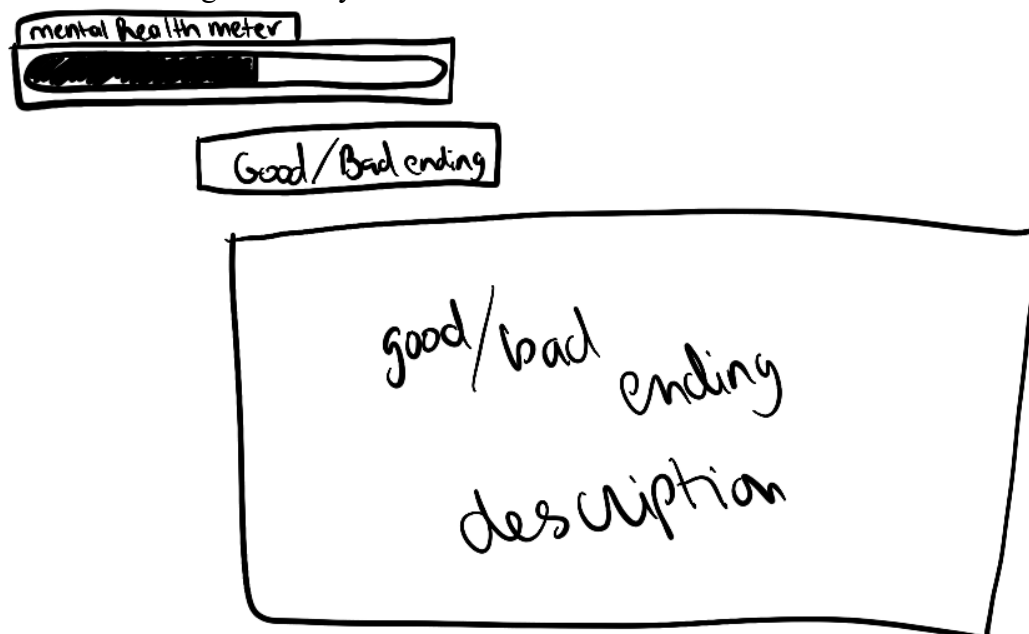 mental health meter
Good/Bad ending
good/bad ending
description